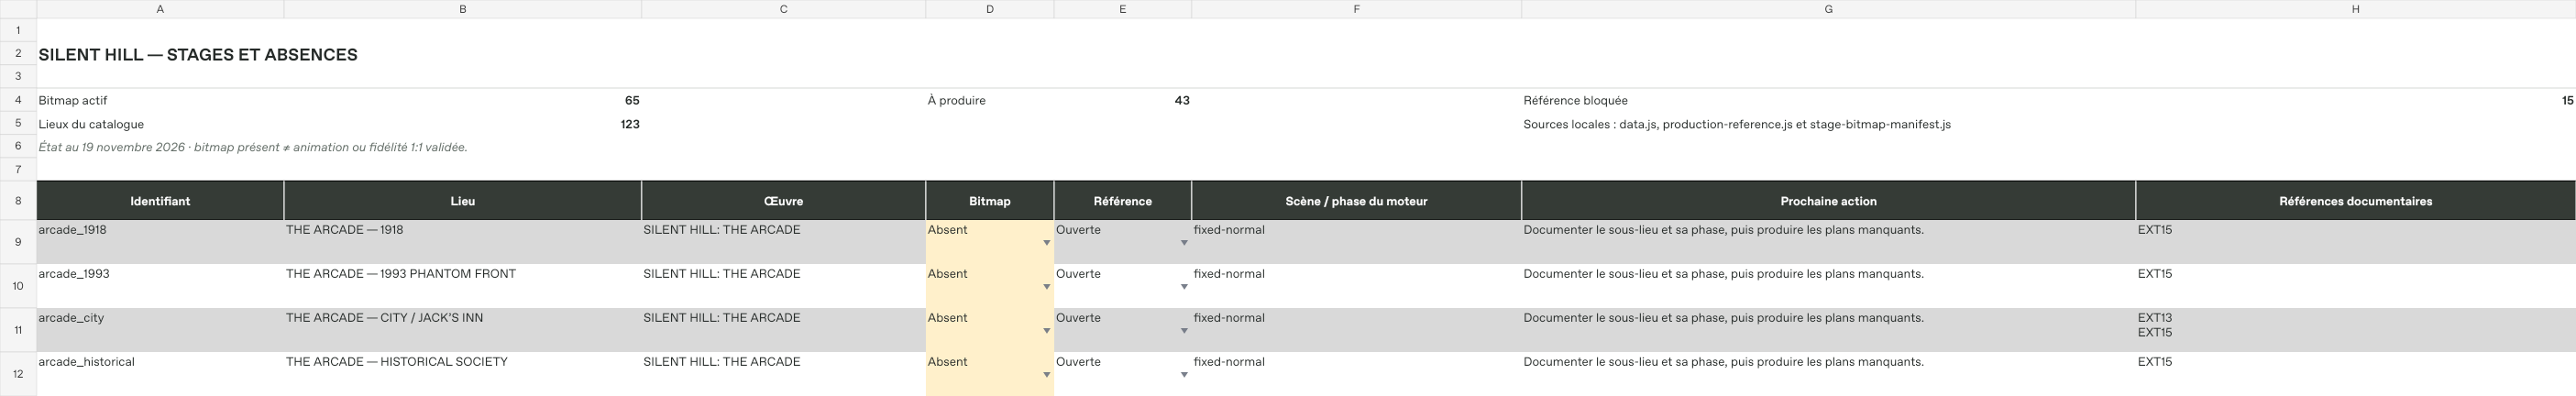 A B C D E F G H
1
2 SILENT HILL — STAGES ET ABSENCES
3
4 Bitmap actif 65 À produire 43 Référence bloquée 15
5 Lieux du catalogue 123 Sources locales : data.js, production-reference.js et stage-bitmap-manifest.js
6 État au 19 novembre 2026 · bitmap présent ≠ animation ou fidélité 1:1 validée.
7
8 Identifiant Lieu Œuvre Bitmap Référence Scène / phase du moteur Prochaine action Références documentaires
9 arcade_1918 THE ARCADE — 1918 SILENT HILL: THE ARCADE Absent Ouverte fixed-normal Documenter le sous-lieu et sa phase, puis produire les plans manquants. EXT15
10 arcade_1993 THE ARCADE — 1993 PHANTOM FRONT SILENT HILL: THE ARCADE Absent Ouverte fixed-normal Documenter le sous-lieu et sa phase, puis produire les plans manquants. EXT15
11 arcade_city THE ARCADE — CITY / JACK’S INN SILENT HILL: THE ARCADE Absent Ouverte fixed-normal Documenter le sous-lieu et sa phase, puis produire les plans manquants. EXT13
EXT15
12 arcade_historical THE ARCADE — HISTORICAL SOCIETY SILENT HILL: THE ARCADE Absent Ouverte fixed-normal Documenter le sous-lieu et sa phase, puis produire les plans manquants. EXT15